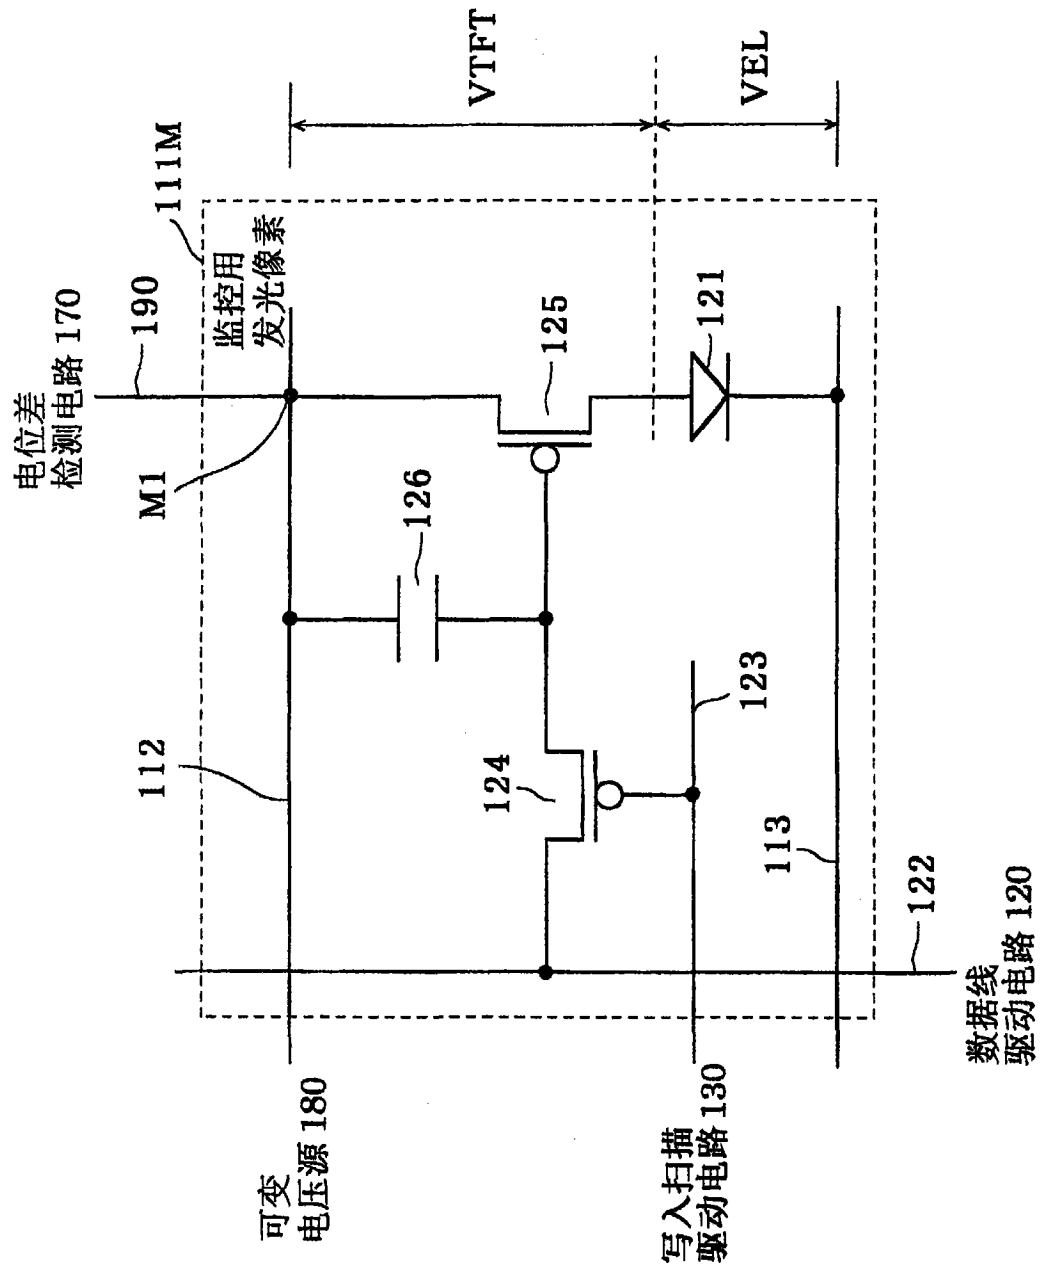 电位差
检测电路 170
190
111M
监控用
发光像素
M1
112
126
125
VTFT
121
VEL
124
123
113
122
可变
电压源 180
写入扫描
驱动电路 130
数据线
驱动电路 120